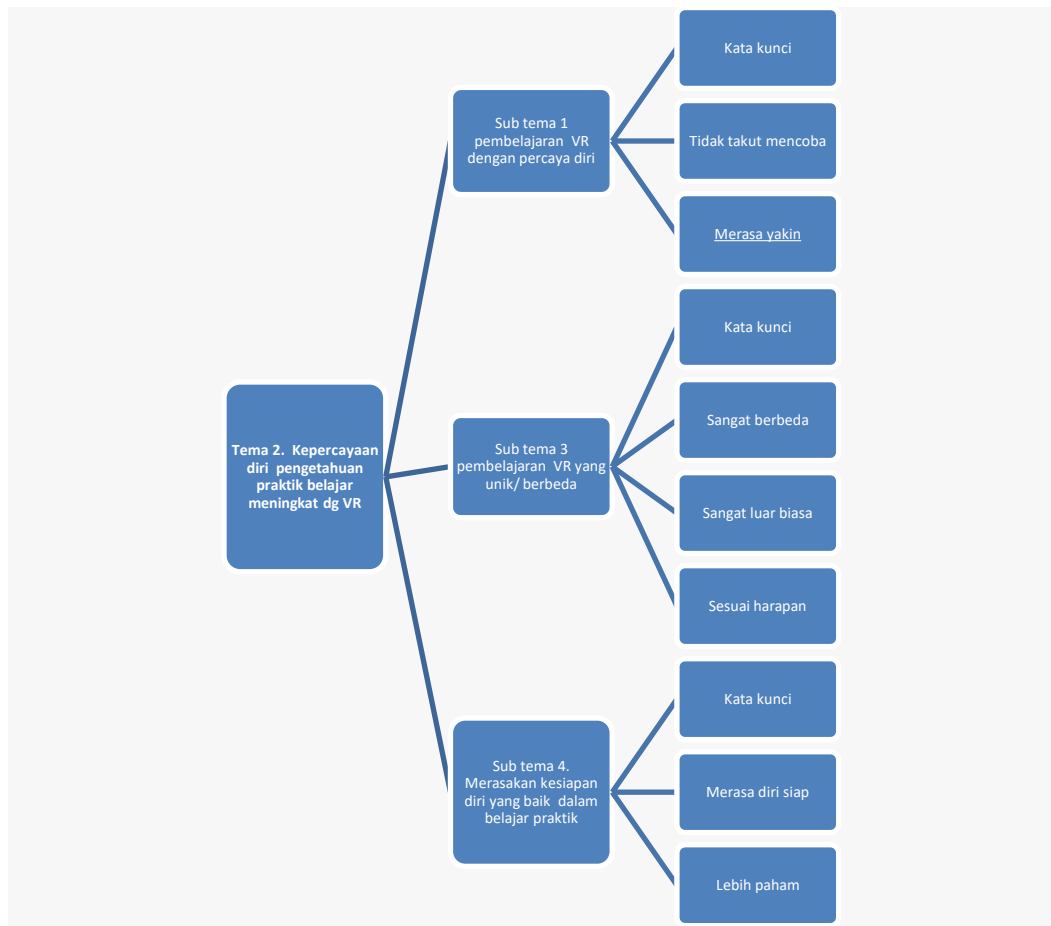 Tema 2. Kepercayaan
diri pengetahuan
praktik belajar
meningkat dg VR
Sub tema 1
pembelajaran VR
dengan percaya diri
Kata kunci
Tidak takut mencoba
Merasa yakin
Sub tema 3
pembelajaran VR yang
unik/ berbeda
Kata kunci
Sangat berbeda
Sangat luar biasa
Sesuai harapan
Sub tema 4.
Merasakan kesiapan
diri yang baik dalam
belajar praktik
Kata kunci
Merasa diri siap
Lebih paham